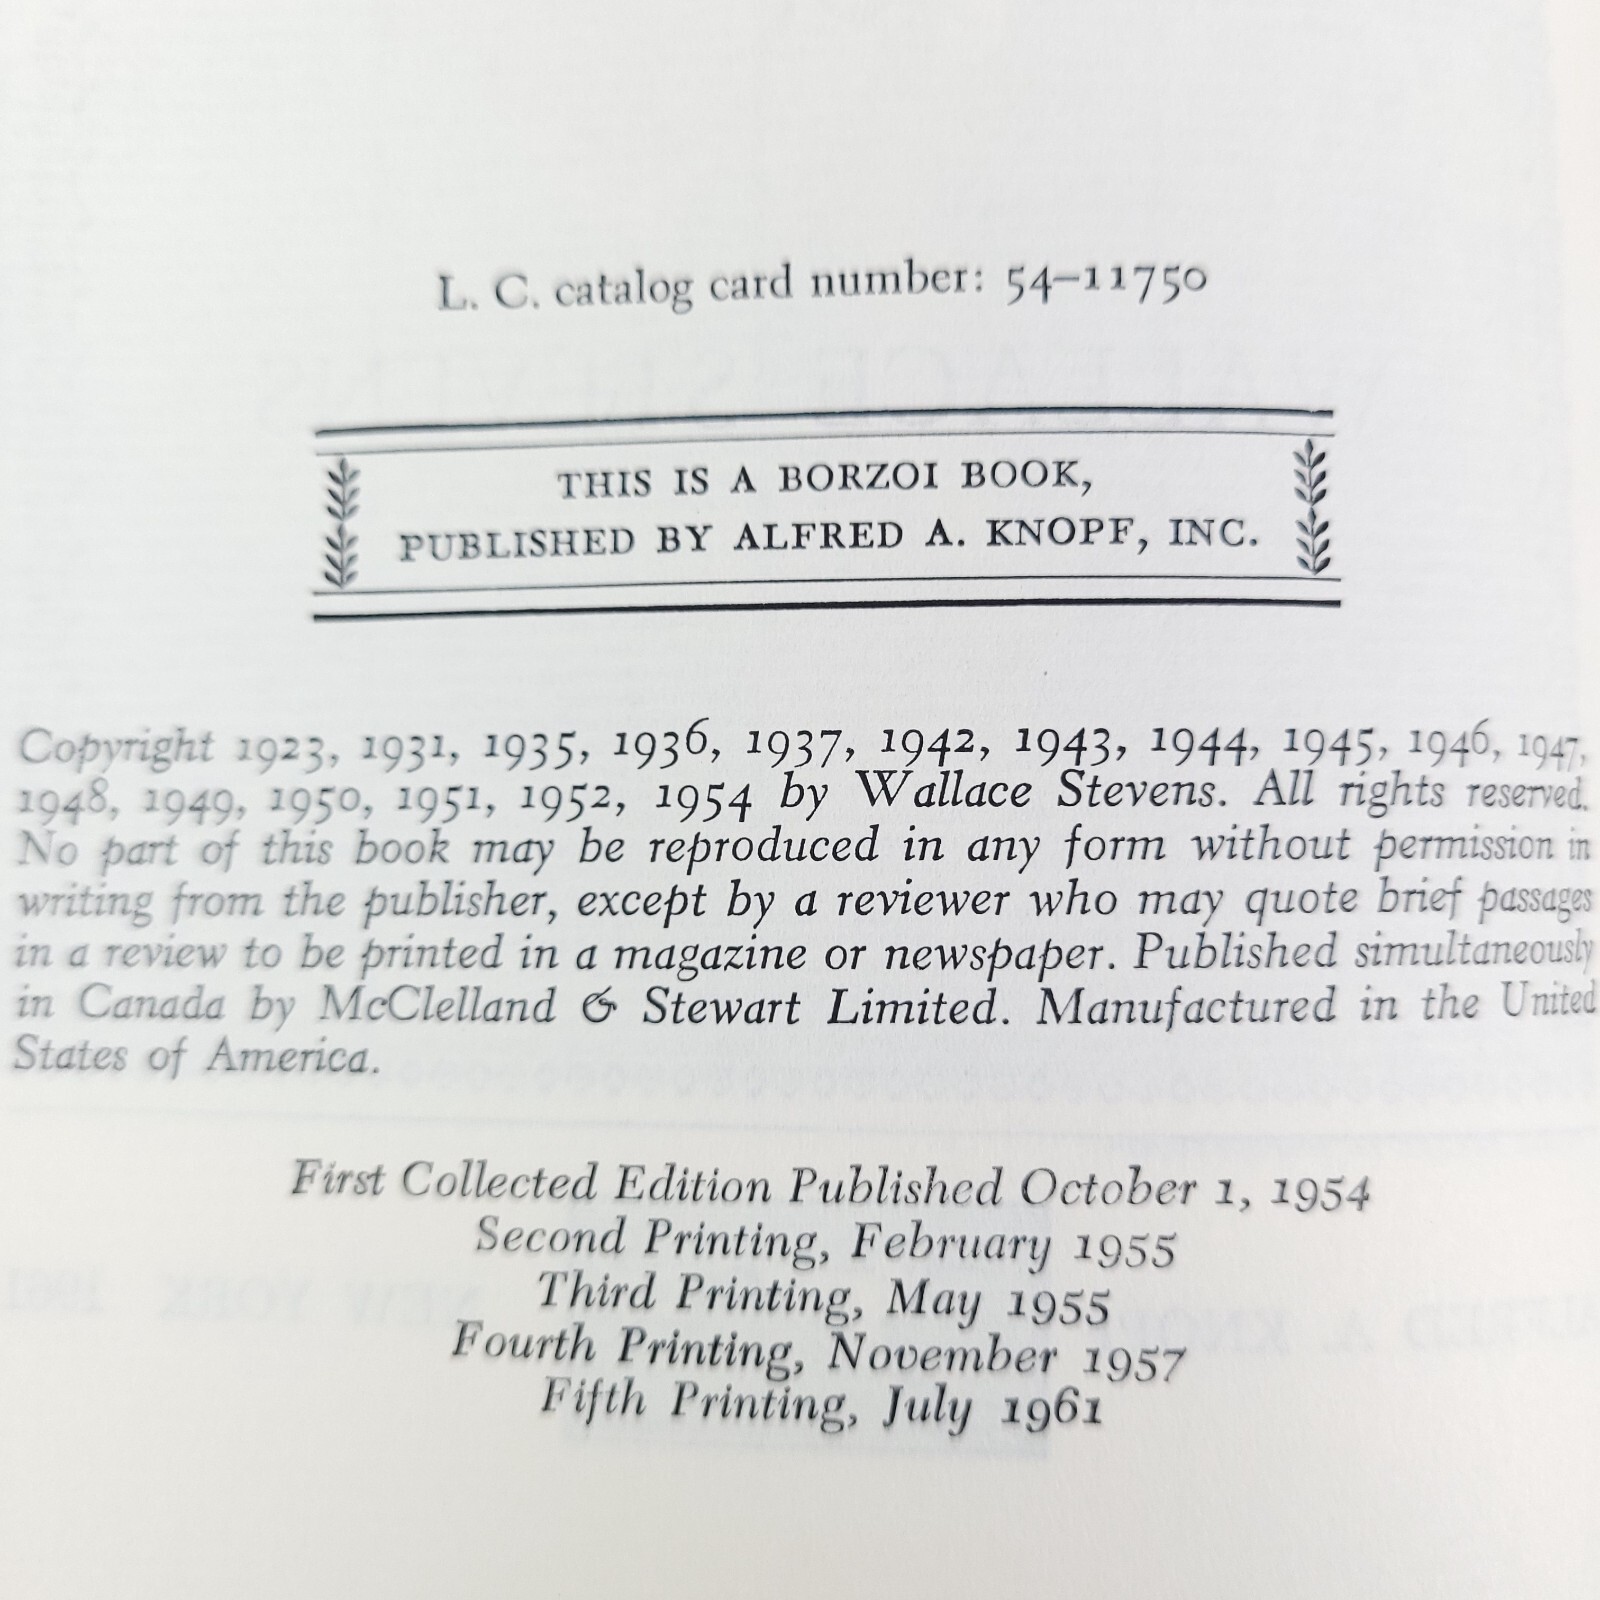 L. C. catalog card number: 54–11750
THIS IS A BORZOI BOOK,
PUBLISHED BY ALFRED A. KNOPF, INC.
Copyright 1923, 1931, 1935, 1936, 1937, 1942, 1943, 1944, 1945, 1946, 1947,
1948, 1949, 1950, 1951, 1952, 1954 by Wallace Stevens. All rights reserved.
No part of this book may be reproduced in any form without permission in
writing from the publisher, except by a reviewer who may quote brief passages
in a review to be printed in a magazine or newspaper. Published simultaneously
in Canada by McClelland & Stewart Limited. Manufactured in the United
States of America.
First Collected Edition Published October 1, 1954
Second Printing, February 1955
Third Printing, May 1955
Fourth Printing, November 1957
Fifth Printing, July 1961